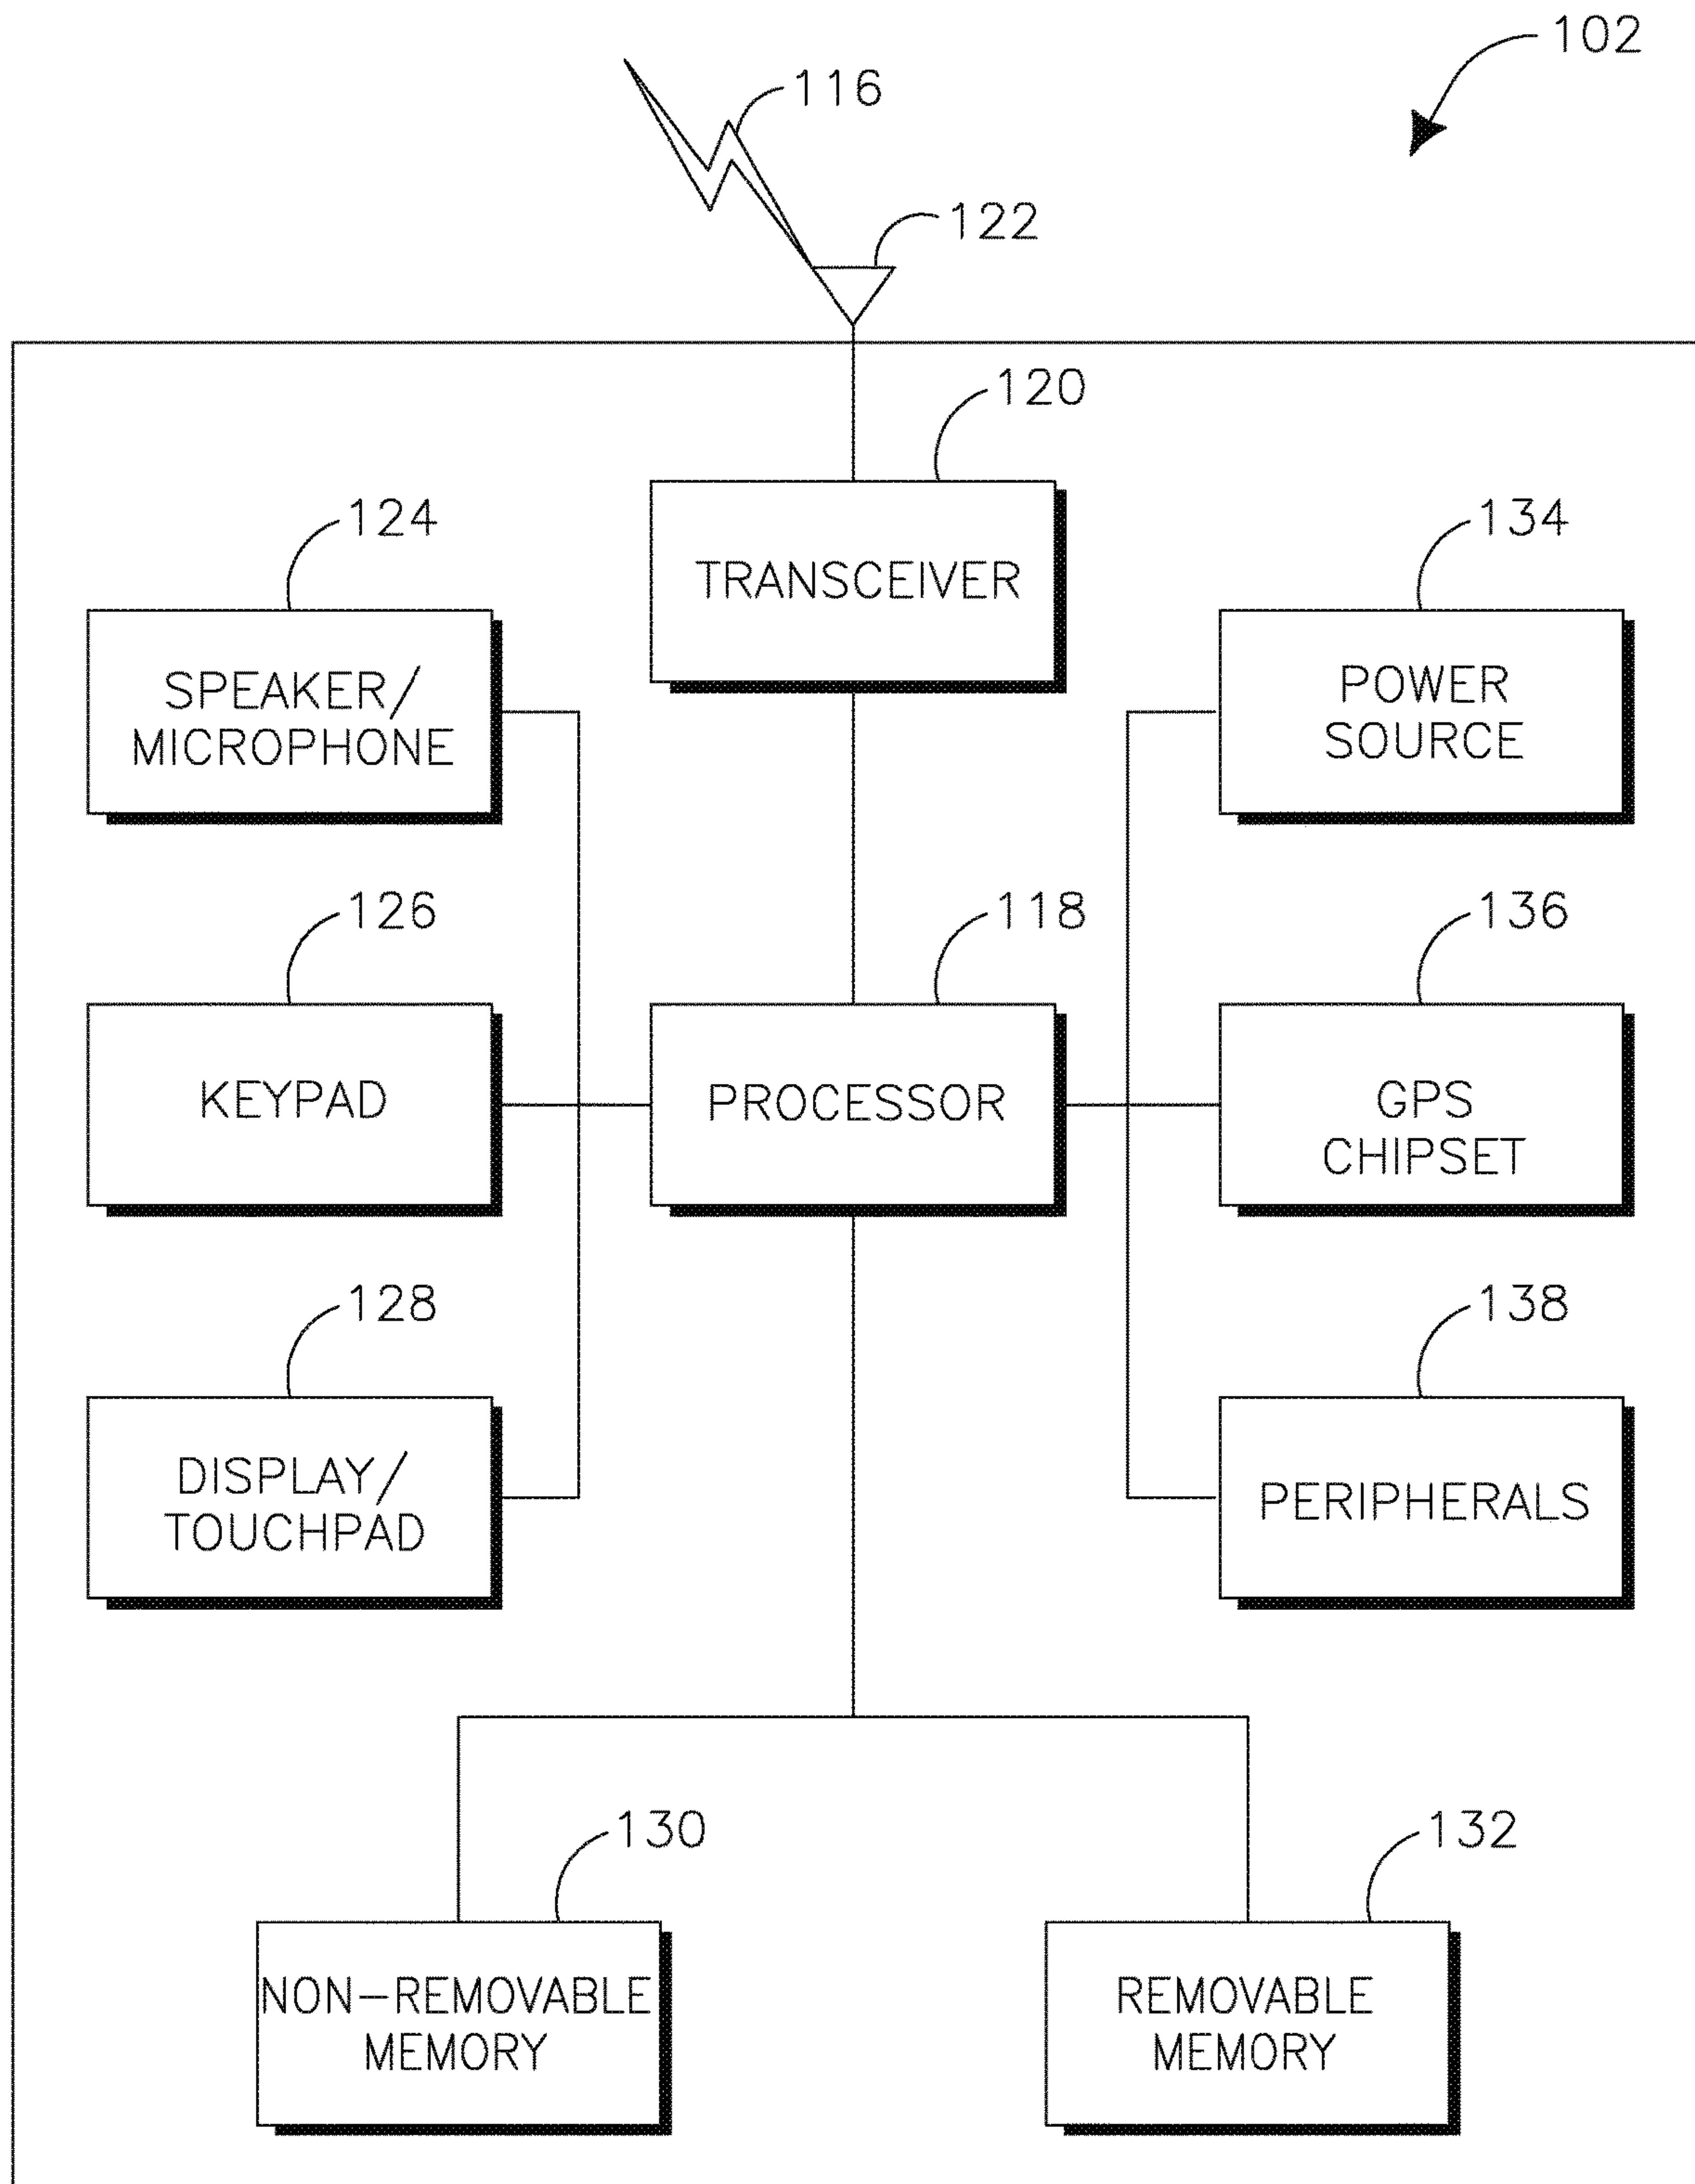 102
116
122
120
TRANSCEIVER
124
SPEAKER/
MICROPHONE
134
POWER
SOURCE
126
KEYPAD
118
PROCESSOR
136
GPS
CHIPSET
128
DISPLAY/
TOUCHPAD
138
PERIPHERALS
130
NON-REMOVABLE
MEMORY
132
REMOVABLE
MEMORY